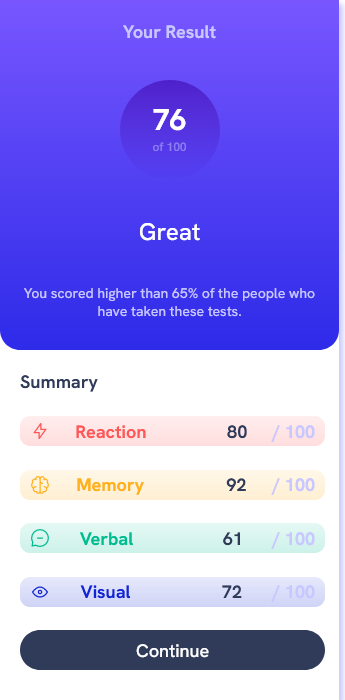 Your Result
76
of 100
Great
You scored higher than 65% of the people who
have taken these tests.
Summary
Reaction 80 / 100
Memory 92 / 100
Verbal 61 / 100
Visual 72 / 100
Continue